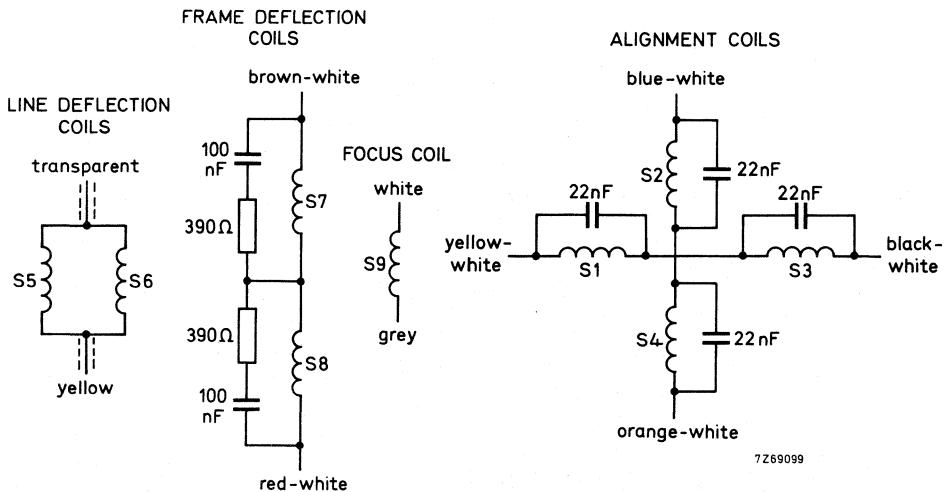 FRAME DEFLECTION
COILS
brown-white
100
nF
390Ω
S7
390Ω
S8
100
nF
red-white
LINE DEFLECTION
COILS
transparent
S5
S6
yellow
FOCUS COIL
white
S9
grey
ALIGNMENT COILS
blue-white
S2
22nF
22nF
22nF
yellow-
white
S1
S3
black-
white
S4
22nF
orange-white
7Z69099